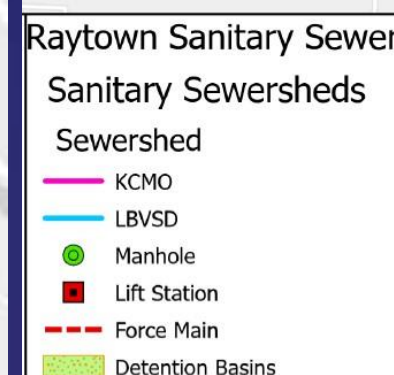 Raytown Sanitary Sewer
Sanitary Sewersheds
Sewershed
KCMO
LBVSD
Manhole
Lift Station
Force Main
Detention Basins